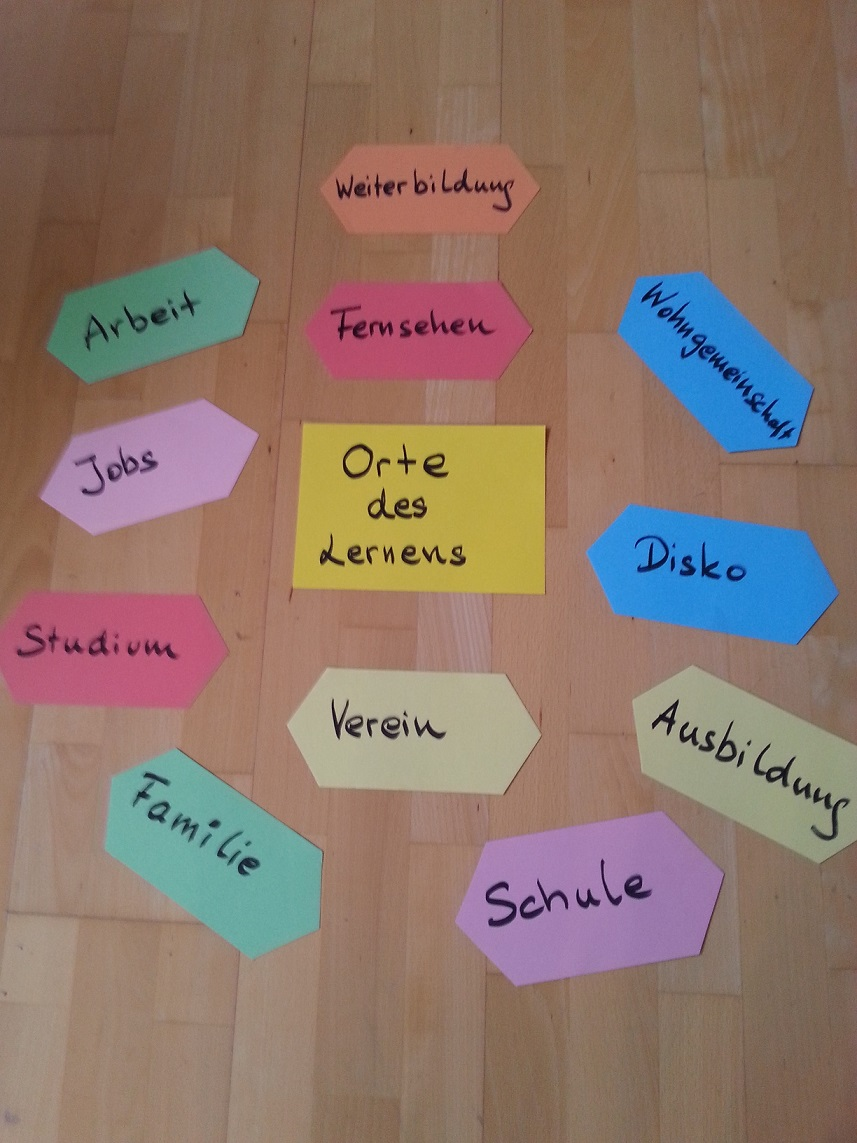 Weiterbildung
Arbeit
Fernsehen
Wohngemeinschaft
Jobs
Orte
des
Lernens
Disko
Studium
Verein
Ausbildung
Familie
Schule